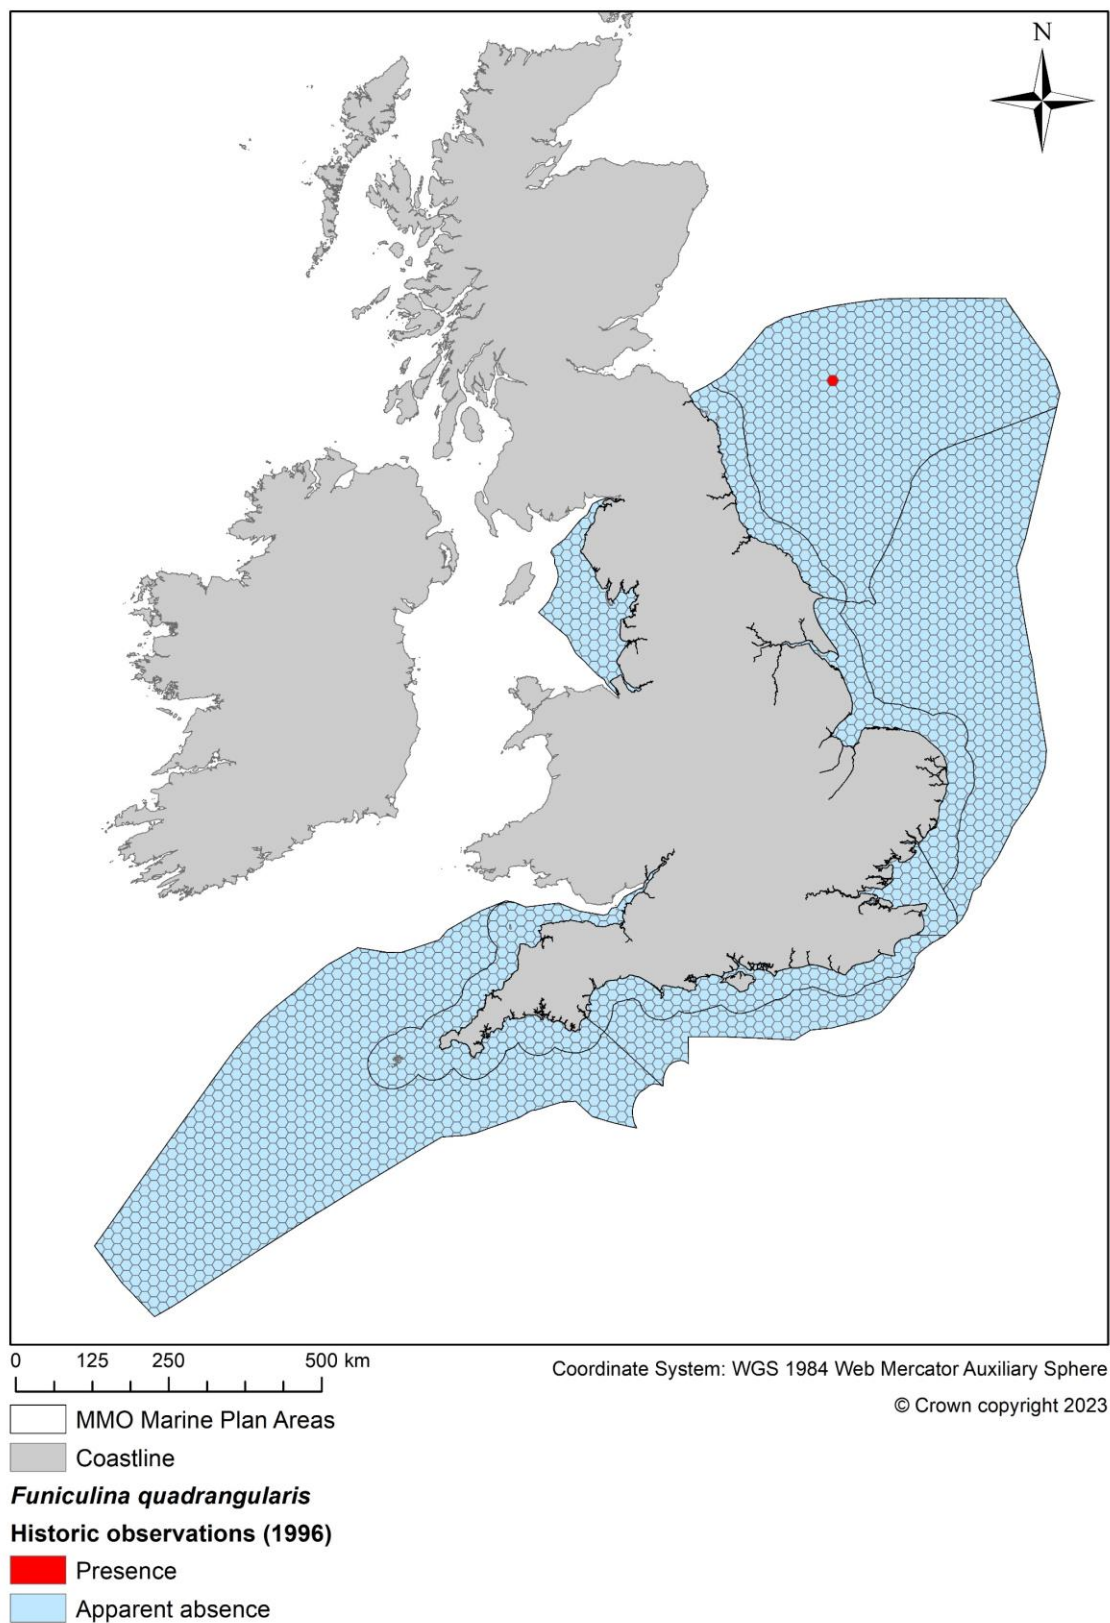 N
0 125 250 500 km
Coordinate System: WGS 1984 Web Mercator Auxiliary Sphere
© Crown copyright 2023
MMO Marine Plan Areas
Coastline
Funiculina quadrangularis
Historic observations (1996)
Presence
Apparent absence